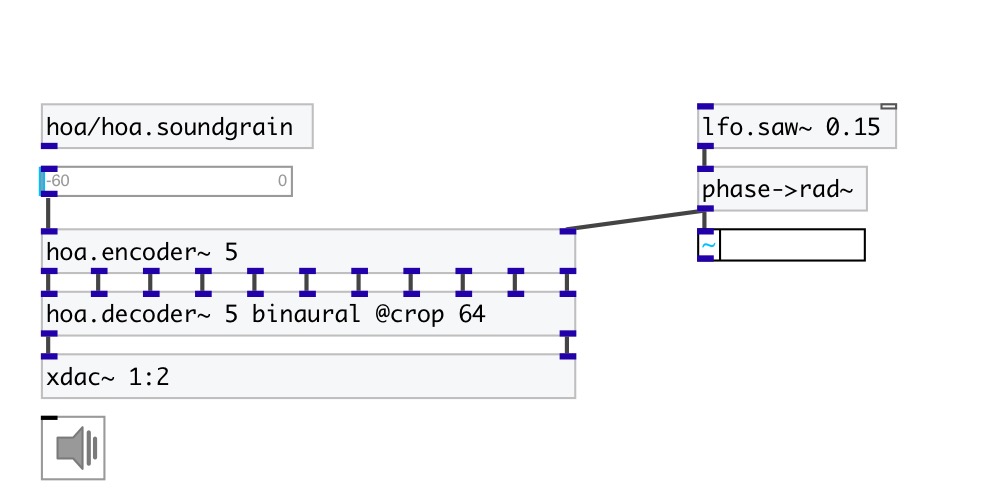 hoa/hoa.soundgrain
lfo.saw~ 0.15
-60 0
phase->rad~
hoa.encoder~ 5
~
hoa.decoder~ 5 binaural @crop 64
xdac~ 1:2